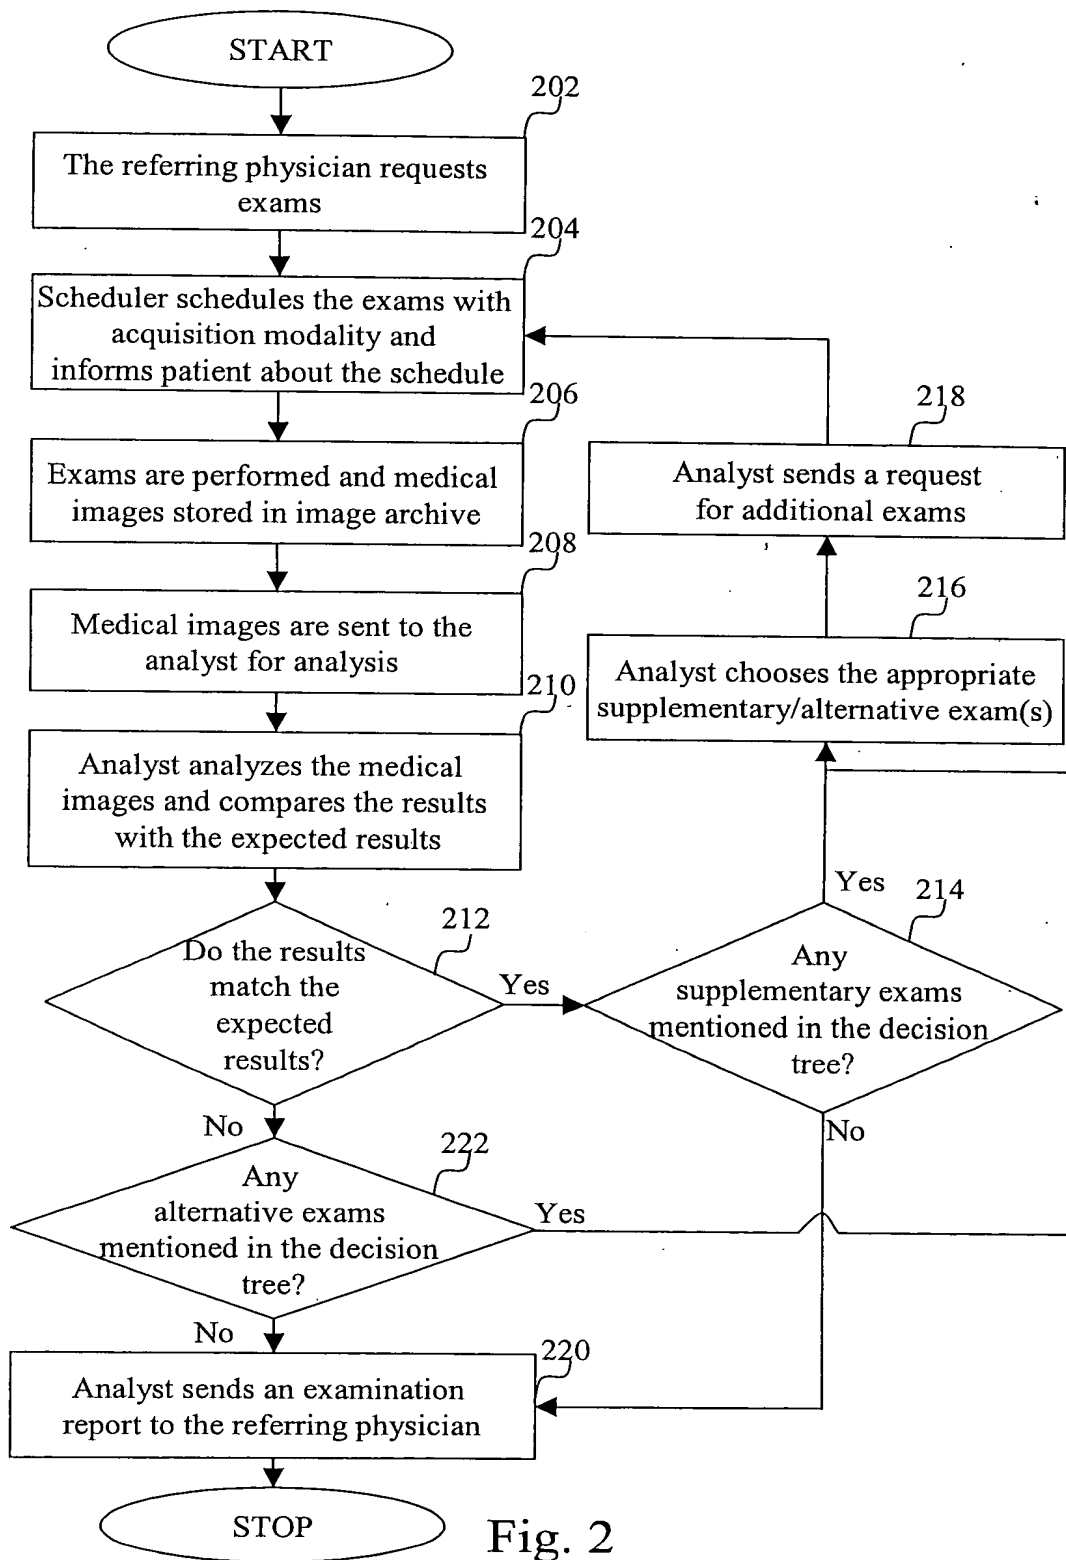 START
202
The referring physician requests
exams
204
Scheduler schedules the exams with
acquisition modality and
informs patient about the schedule
206
Exams are performed and medical
images stored in image archive
208
Medical images are sent to the
analyst for analysis
210
Analyst analyzes the medical
images and compares the results
with the expected results
212
Do the results
match the
expected
results?
Yes
No
218
Analyst sends a request
for additional exams
216
Analyst chooses the appropriate
supplementary/alternative exam(s)
Yes
214
Any
supplementary exams
mentioned in the decision
tree?
No
222
Any
alternative exams
mentioned in the decision
tree?
Yes
No
220
Analyst sends an examination
report to the referring physician
STOP
Fig. 2